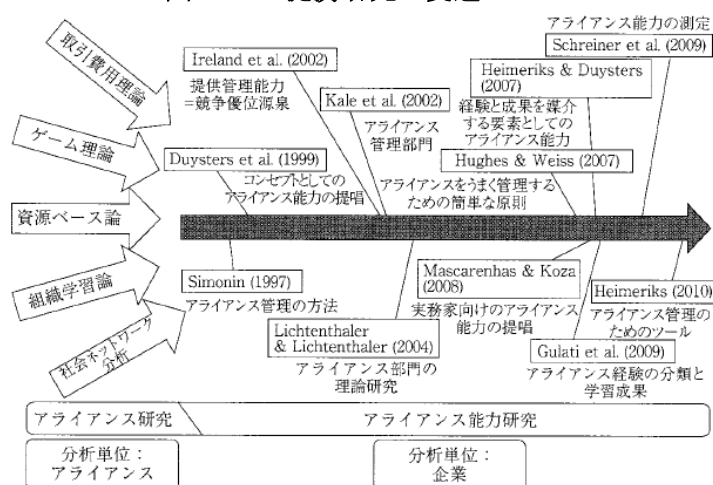 アライアンス能力の測定
Schreiner et al. (2009)
取引費用理論
Ireland et al. (2002)
提供管理能力
=競争優位源泉
Heimeriks & Duysters
(2007)
経験と成果を媒介
する要素としての
アライアンス能力
Kale et al. (2002)
アライアンス
管理部門
ゲーム理論
Duysters et al. (1999)
コンセプトとしての
アライアンス能力の提唱
Hughes & Weiss (2007)
アライアンスをうまく管理する
ための簡単な原則
資源ベース論
組織学習論
Simonin (1997)
アライアンス管理の方法
Mascarenhas & Koza
(2008)
実務家向けのアライアンス
能力の提唱
Heimeriks (2010)
アライアンス管理の
ためのツール
社会ネットワーク
分析
Lichtenthaler
& Lichtenthaler (2004)
アライアンス部門の
理論研究
Gulati et al. (2009)
アライアンス経験の分類と
学習成果
アライアンス研究
アライアンス能力研究
分析単位：
アライアンス
分析単位：
企業